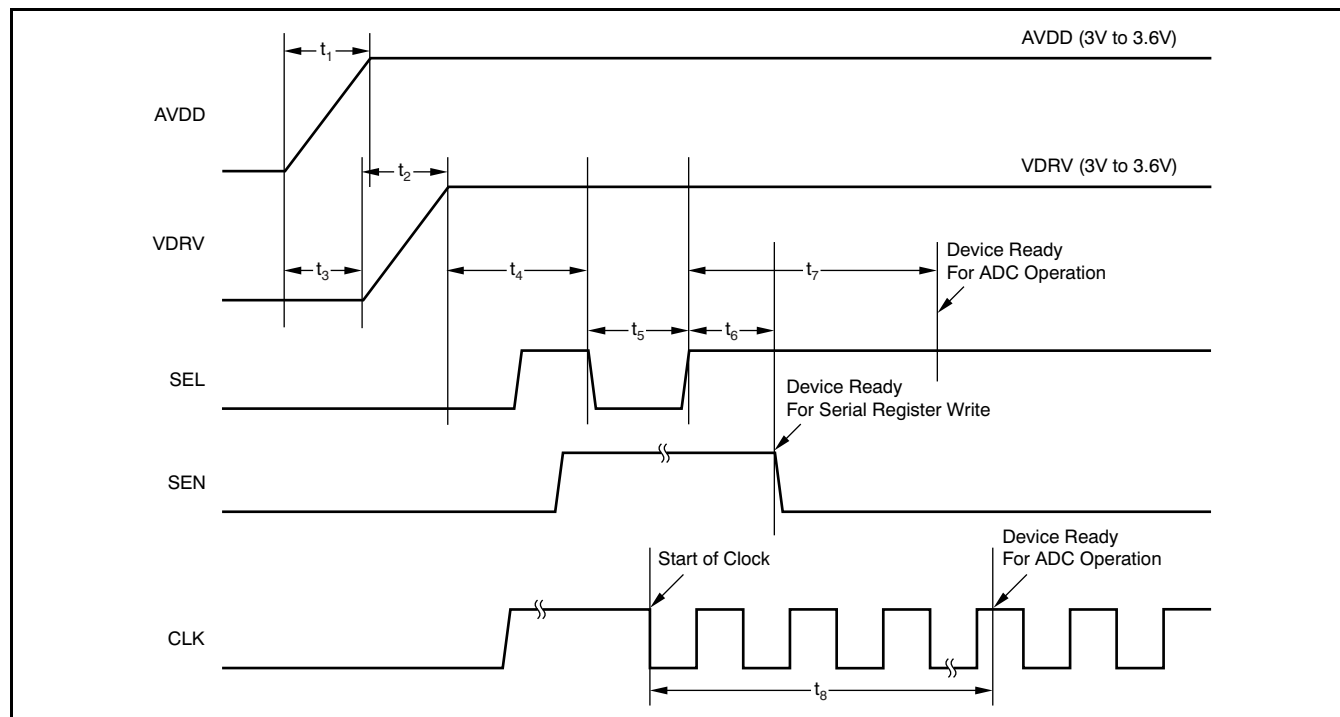 t1
AVDD (3V to 3.6V)
AVDD
t2
VDRV (3V to 3.6V)
VDRV
t3
t4
t7
Device Ready
For ADC Operation
t5
t6
SEL
Device Ready
For Serial Register Write
SEN
Start of Clock
Device Ready
For ADC Operation
CLK
t8